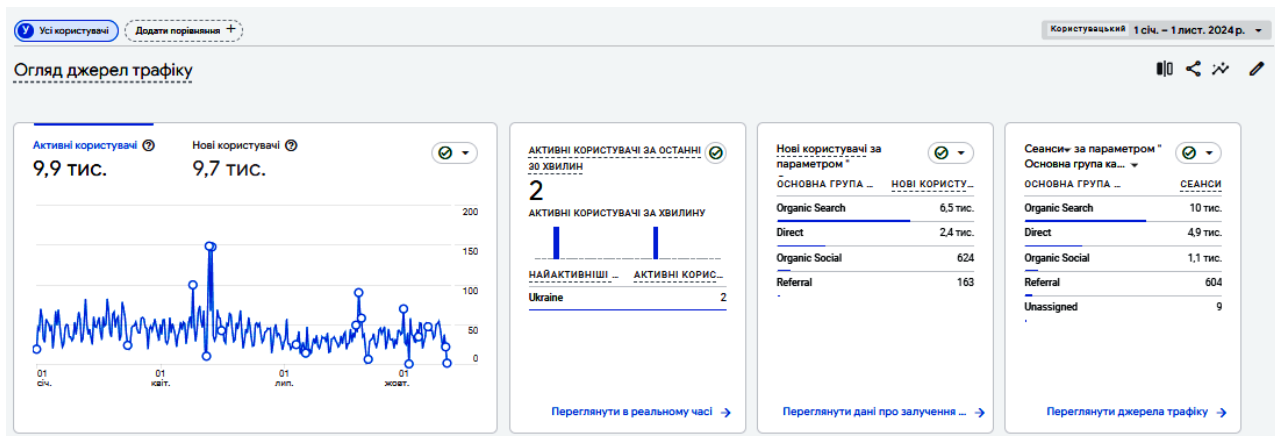 У Усі користувачі Додати порівняння +
Користувацький 1 січ. – 1 лист. 2024 р.
Огляд джерел трафіку
Активні користувачі
9,9 тис.
Нові користувачі
9,7 тис.
200
150
100
50
0
01 січ.
01 квіт.
01 лип.
01 жовт.
АКТИВНІ КОРИСТУВАЧІ ЗА ОСТАННІ
30 ХВИЛИН
2
АКТИВНІ КОРИСТУВАЧІ ЗА ХВИЛИНУ
НАЙАКТИВНІШІ ... АКТИВНІ КОРИС...
Ukraine 2
Переглянути в реальному часі →
Нові користувачі за
параметром "
ОСНОВНА ГРУПА ... НОВІ КОРИСТУ...
Organic Search 6,5 тис.
Direct 2,4 тис.
Organic Social 624
Referral 163
Переглянути дані про залучення ... →
Сеанси за параметром "
Основна група ка...
ОСНОВНА ГРУПА ... СЕАНСИ
Organic Search 10 тис.
Direct 4,9 тис.
Organic Social 1,1 тис.
Referral 604
Unassigned 9
Переглянути джерела трафіку →